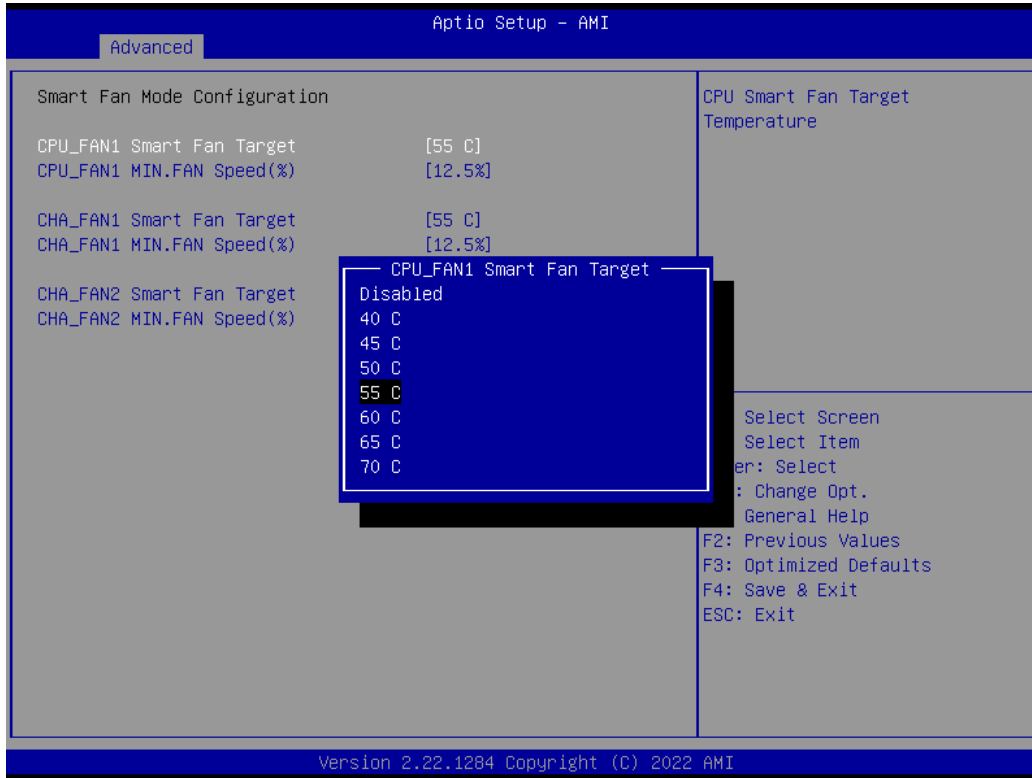 Aptio Setup – AMI
Advanced
Smart Fan Mode Configuration
CPU_FAN1 Smart Fan Target [55 C]
CPU_FAN1 MIN.FAN Speed(%) [12.5%]
CHA_FAN1 Smart Fan Target [55 C]
CHA_FAN1 MIN.FAN Speed(%) [12.5%]
CHA_FAN2 Smart Fan Target
CHA_FAN2 MIN.FAN Speed(%)
CPU_FAN1 Smart Fan Target
Disabled
40 C
45 C
50 C
55 C
60 C
65 C
70 C
CPU Smart Fan Target
Temperature
Select Screen
Select Item
er: Select
: Change Opt.
General Help
F2: Previous Values
F3: Optimized Defaults
F4: Save & Exit
ESC: Exit
Version 2.22.1284 Copyright (C) 2022 AMI